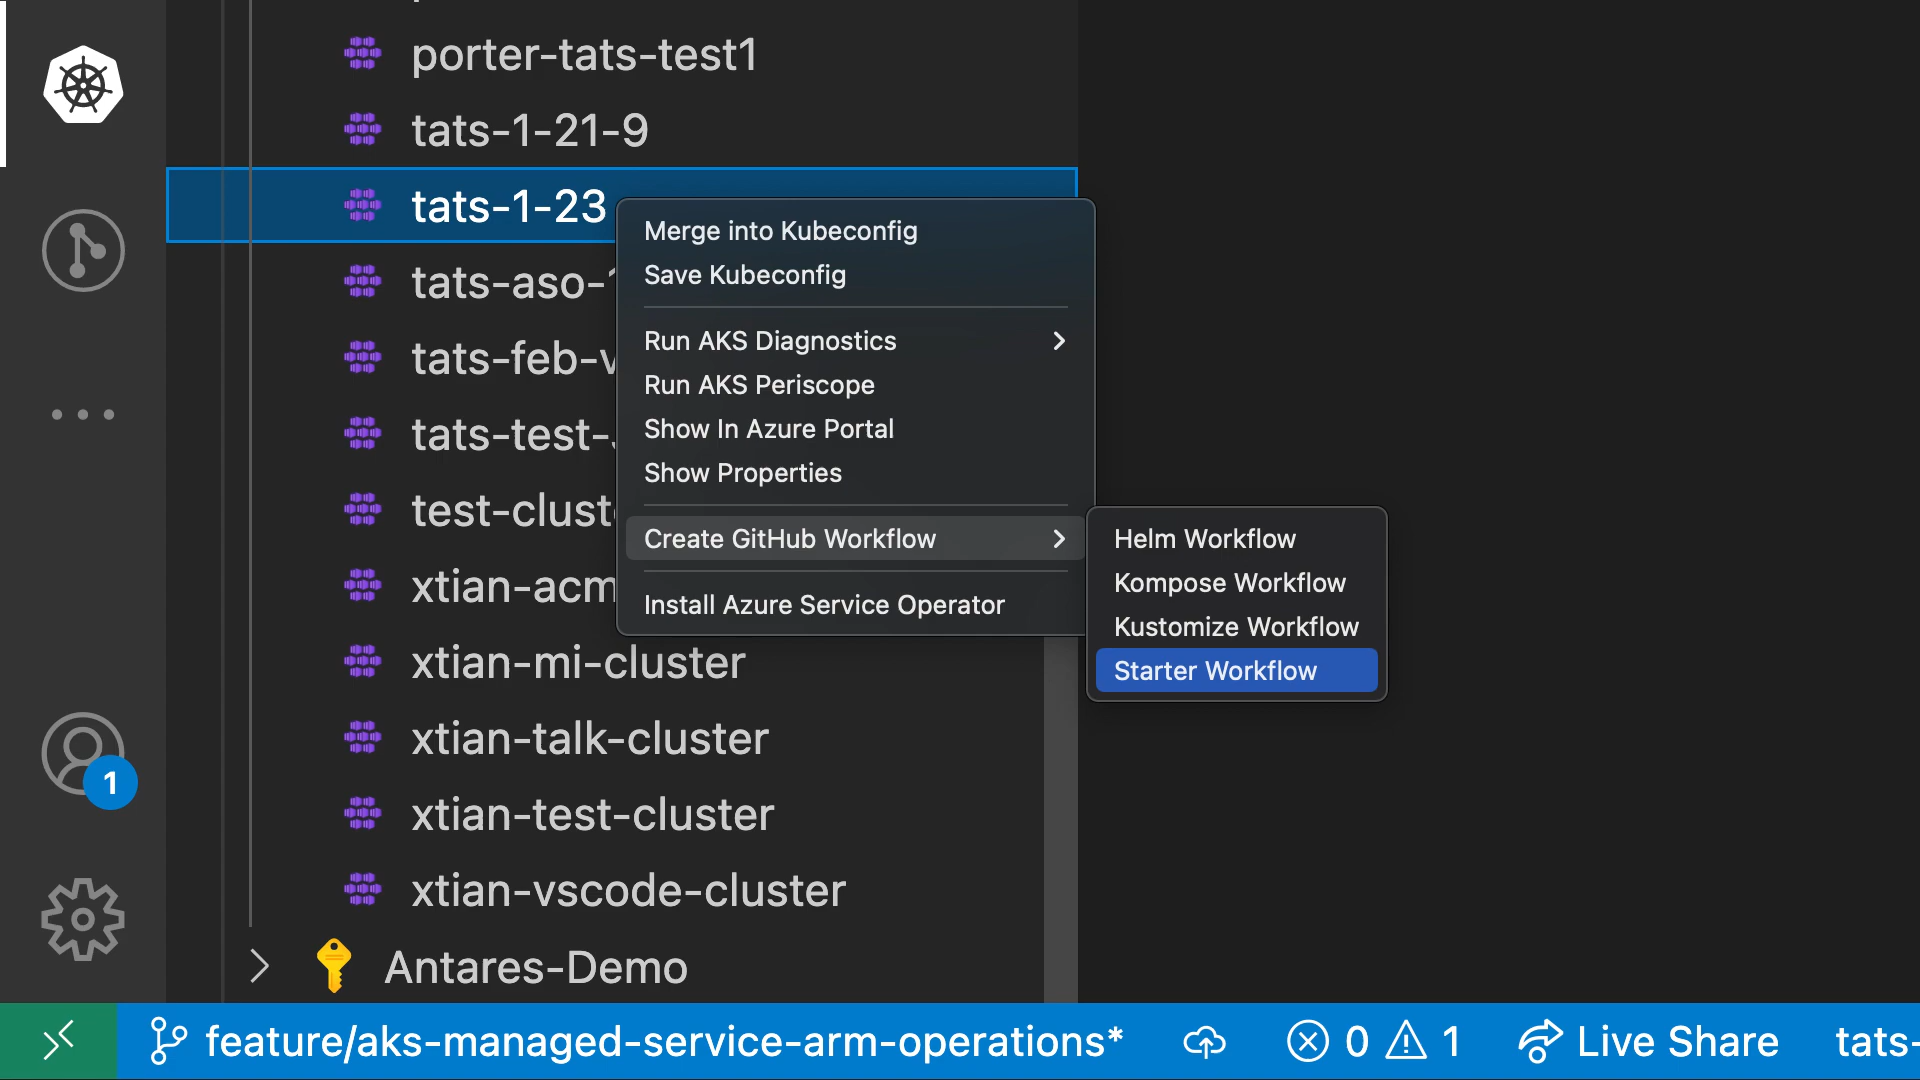 porter-tats-test1
tats-1-21-9
tats-1-23
tats-aso-
tats-feb-v
tats-test-
test-cluste
xtian-acm
xtian-mi-cluster
xtian-talk-cluster
xtian-test-cluster
xtian-vscode-cluster
Antares-Demo
Merge into Kubeconfig
Save Kubeconfig
Run AKS Diagnostics
Run AKS Periscope
Show In Azure Portal
Show Properties
Create GitHub Workflow
Install Azure Service Operator
Helm Workflow
Kompose Workflow
Kustomize Workflow
Starter Workflow
1
feature/aks-managed-service-arm-operations* 0 1 Live Share tats-